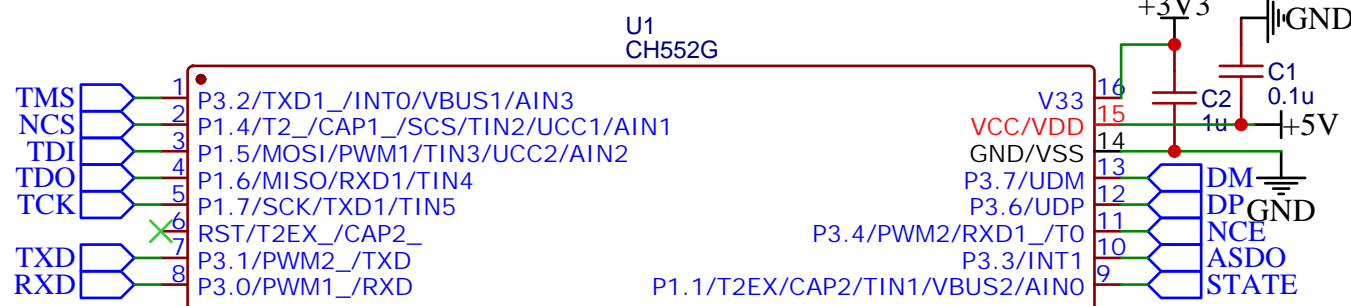 +3V3
GND
U1
CH552G
C1
0.1u
C2
1u
+5V
GND
TMS 1 P3.2/TXD1_/INT0/VBUS1/AIN3
NCS 2 P1.4/T2_/CAP1_/SCS/TIN2/UCC1/AIN1
TDI 3 P1.5/MOSI/PWM1/TIN3/UCC2/AIN2
TDO 4 P1.6/MISO/RXD1/TIN4
TCK 5 P1.7/SCK/TXD1/TIN5
6 RST/T2EX_/CAP2_
TXD 7 P3.1/PWM2_/TXD
RXD 8 P3.0/PWM1_/RXD
V33 16
VCC/VDD 15
GND/VSS 14
P3.7/UDM 13 DM
P3.6/UDP 12 DP
P3.4/PWM2/RXD1_/T0 11 NCE
P3.3/INT1 10 ASDO
P1.1/T2EX/CAP2/TIN1/VBUS2/AIN0 9 STATE